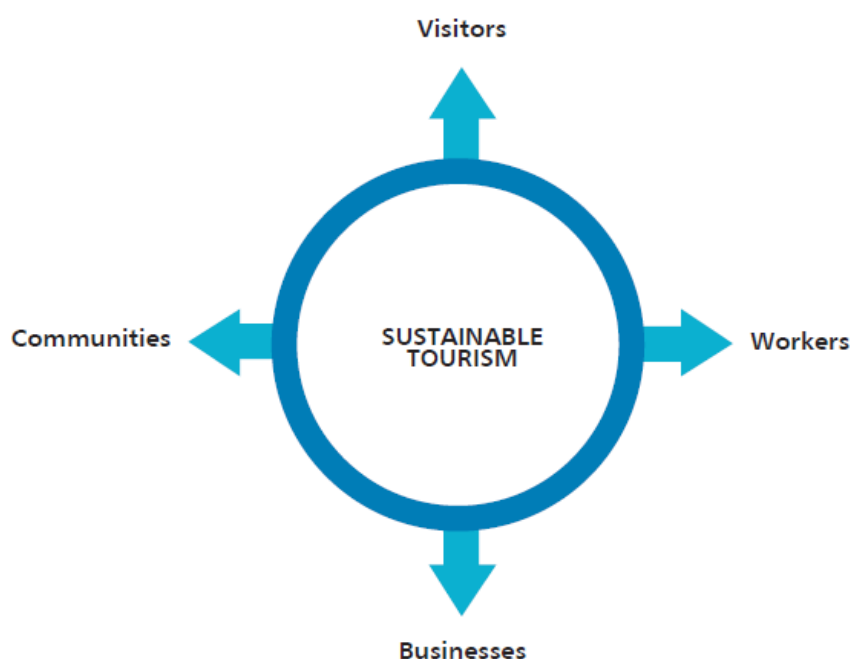 Visitors
Communities
SUSTAINABLE
TOURISM
Workers
Businesses